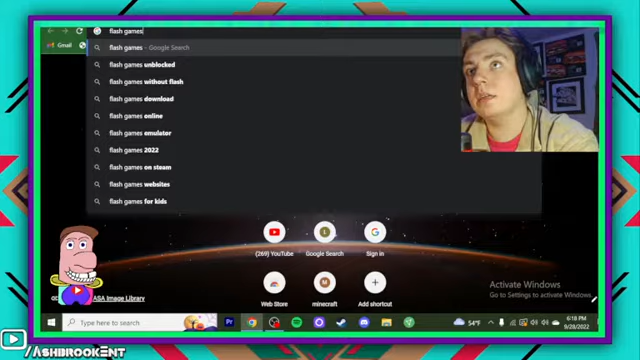 flash games
Gmail
flash games - Google Search
flash games unblocked
flash games without flash
flash games download
flash games online
flash games emulator
flash games 2022
flash games on steam
flash games websites
flash games for kids
(269) YouTube
Google Search
Sign in
Web Store
minecraft
Add shortcut
Activate Windows
Go to Settings to activate Windows.
ASA Image Library
Type here to search
54°F
6:18 PM
9/28/2022
/ASHBROOKENT